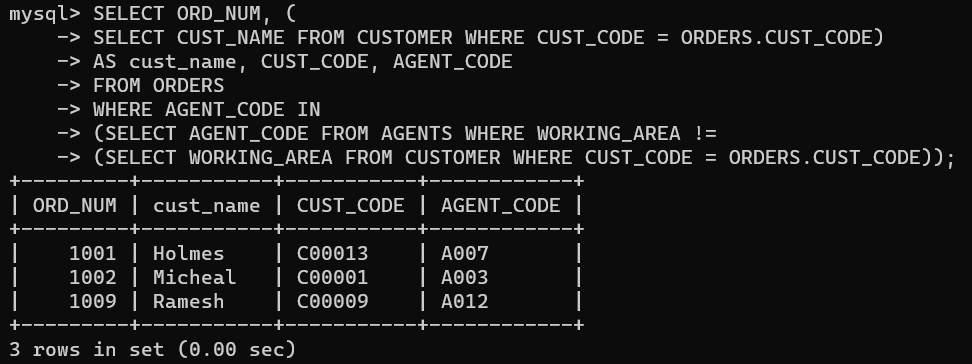 mysql> SELECT ORD_NUM, (
    -> SELECT CUST_NAME FROM CUSTOMER WHERE CUST_CODE = ORDERS.CUST_CODE)
    -> AS cust_name, CUST_CODE, AGENT_CODE
    -> FROM ORDERS
    -> WHERE AGENT_CODE IN
    -> (SELECT AGENT_CODE FROM AGENTS WHERE WORKING_AREA !=
    -> (SELECT WORKING_AREA FROM CUSTOMER WHERE CUST_CODE = ORDERS.CUST_CODE));
+---------+-----------+-----------+------------+
| ORD_NUM | cust_name | CUST_CODE | AGENT_CODE |
+---------+-----------+-----------+------------+
|    1001 | Holmes    | C00013    | A007       |
|    1002 | Micheal   | C00001    | A003       |
|    1009 | Ramesh    | C00009    | A012       |
+---------+-----------+-----------+------------+
3 rows in set (0.00 sec)